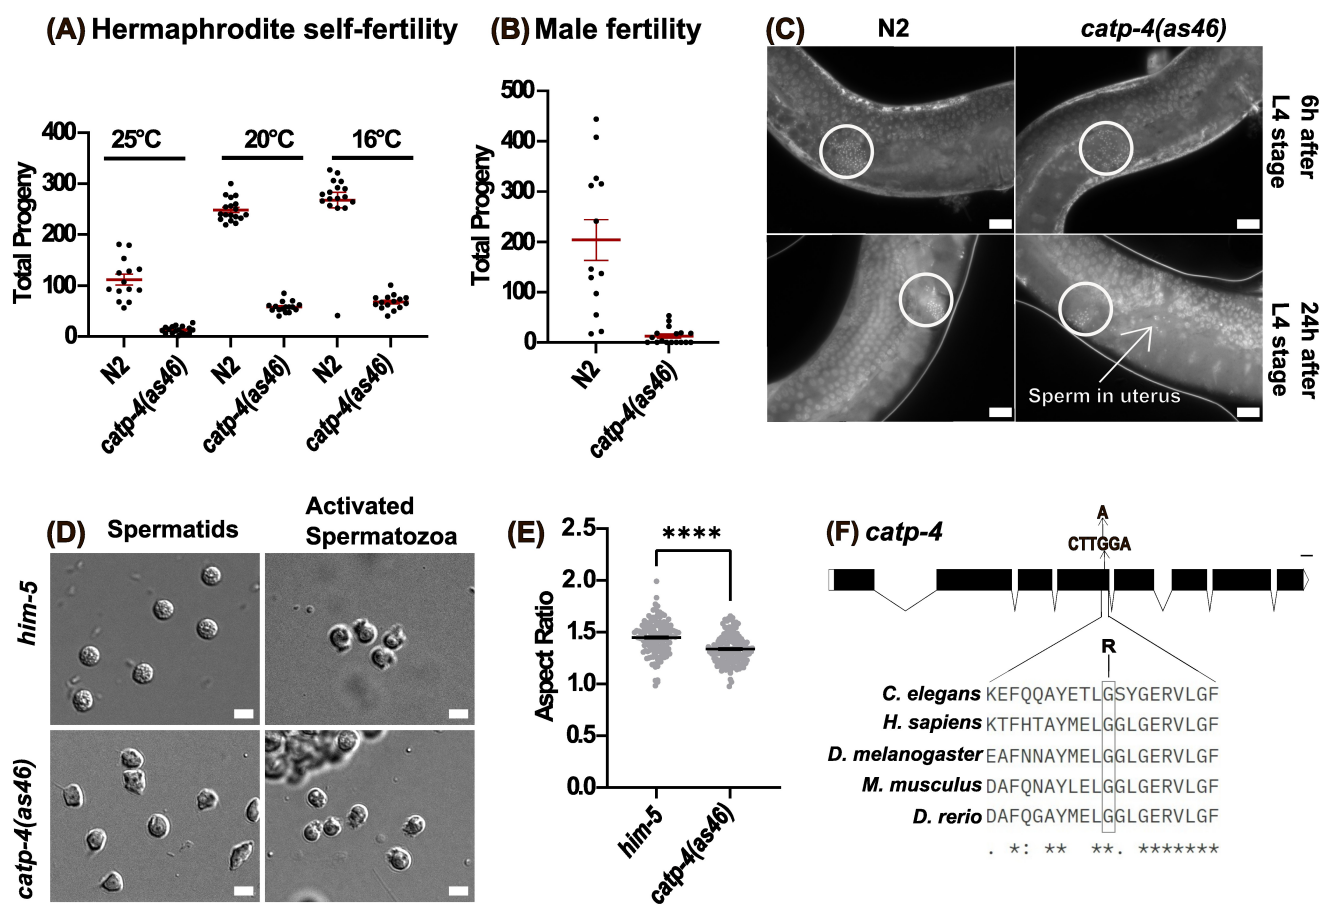 (A) Hermaphrodite self-fertility
Total Progeny
400
300
200
100
0
25°C
20°C
16°C
N2
catp-4(as46)
N2
catp-4(as46)
N2
catp-4(as46)
(B) Male fertility
Total Progeny
500
400
300
200
100
0
N2
catp-4(as46)
(C)
N2
catp-4(as46)
6h after
L4 stage
24h after
L4 stage
Sperm in uterus
(D)
Spermatids
Activated
Spermatozoa
him-5
catp-4(as46)
(E)
Aspect Ratio
2.5
2.0
1.5
1.0
0.5
0.0
****
him-5
catp-4(as46)
(F) catp-4
A
CTTGGA
R
C. elegans KEFQQAYETLGSYGERVLGF
H. sapiens KTFHTAYMELGGLGERVLGF
D. melanogaster EAFNNAYMELGGLGERVLGF
M. musculus DAFQNAYLELGGLGERVLGF
D. rerio DAFQGAYMELGGLGERVLGF
. *: ** **. *******